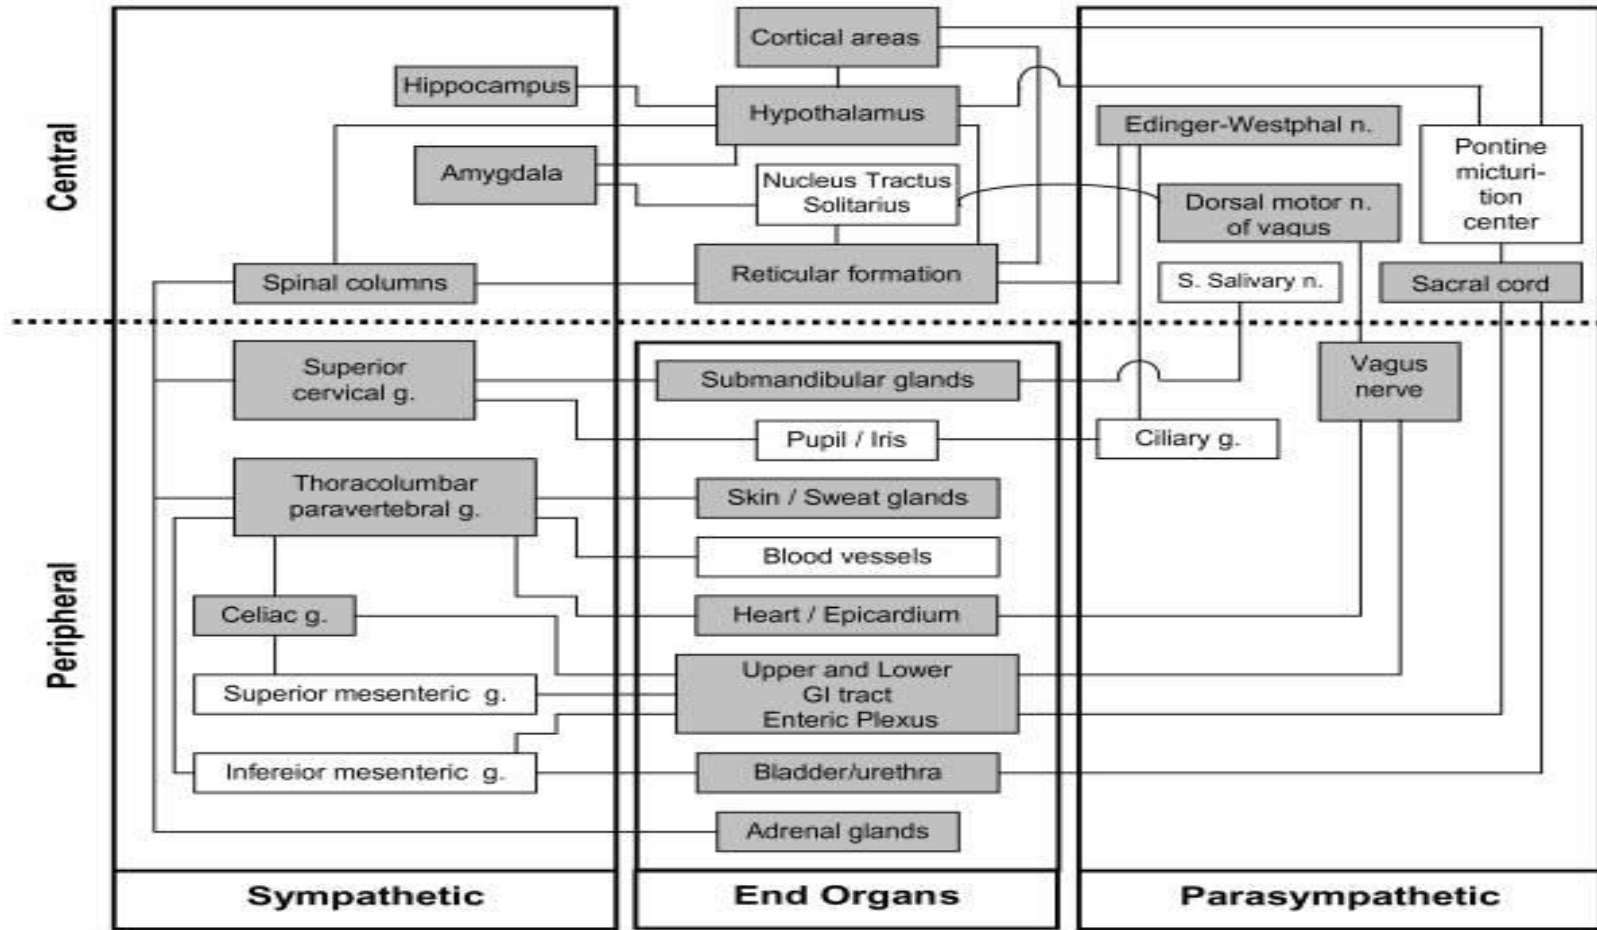 Central
Peripheral
Cortical areas
Hippocampus
Hypothalamus
Amygdala
Nucleus Tractus
Solitarius
Spinal columns
Reticular formation
Edinger-Westphal n.
Pontine
micturi-
tion
center
Dorsal motor n.
of vagus
S. Salivary n.
Sacral cord
Superior
cervical g.
Submandibular glands
Vagus
nerve
Pupil / Iris
Ciliary g.
Thoracolumbar
paravertebral g.
Skin / Sweat glands
Blood vessels
Celiac g.
Heart / Epicardium
Superior mesenteric g.
Upper and Lower
GI tract
Enteric Plexus
Infereior mesenteric g.
Bladder/urethra
Adrenal glands
Sympathetic
End Organs
Parasympathetic